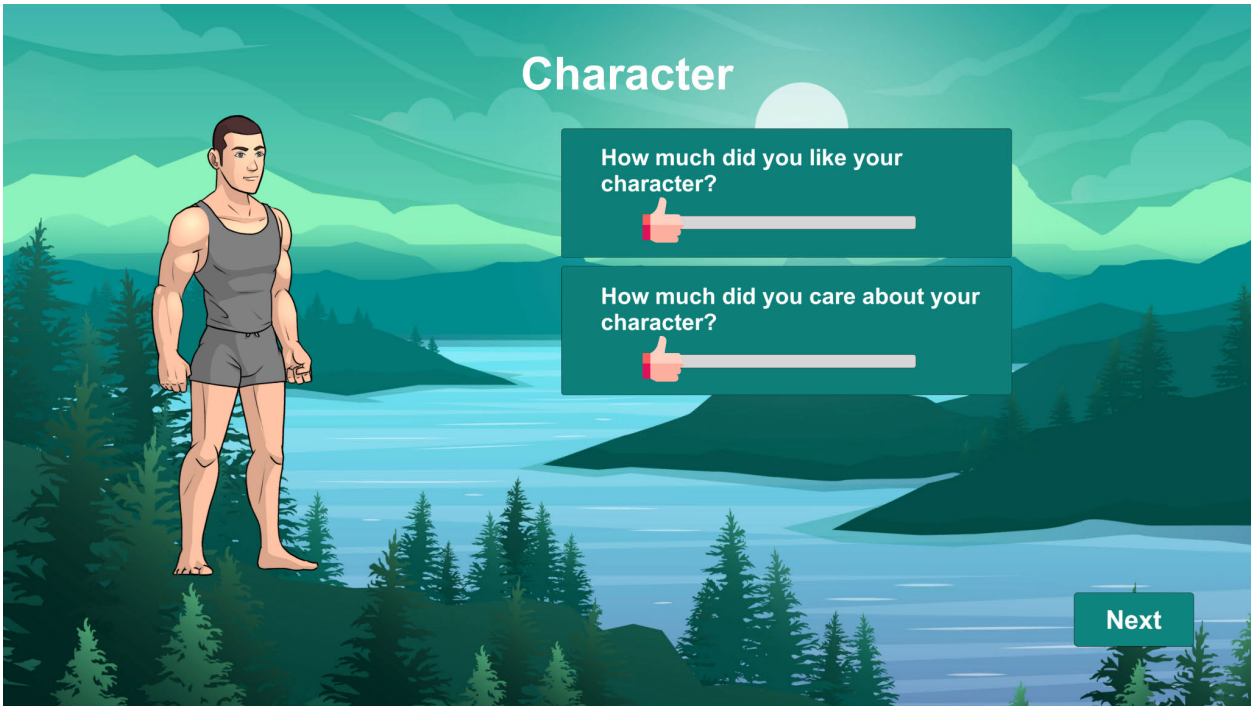 Character
How much did you like your
character?
How much did you care about your
character?
Next